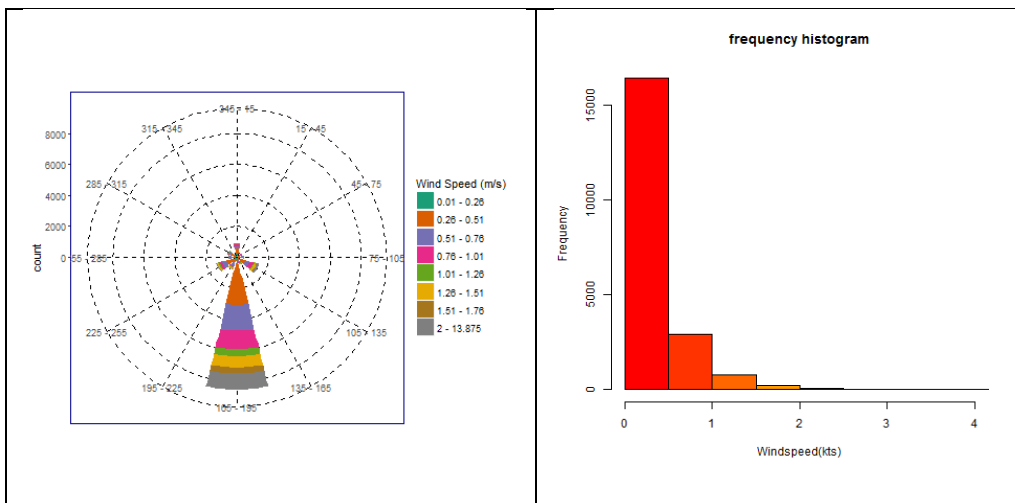 345 - 15
315 - 345
15 - 45
8000
6000
285 - 315
45 - 75
4000
2000
0
255 - 285
75 - 105
count
225 - 255
105 - 135
195 - 225
135 - 165
165 - 195
Wind Speed (m/s)
0.01 - 0.26
0.26 - 0.51
0.51 - 0.76
0.76 - 1.01
1.01 - 1.26
1.26 - 1.51
1.51 - 1.76
2 - 13.875
frequency histogram
Frequency
15000
10000
5000
0
0 1 2 3 4
Windspeed(kts)